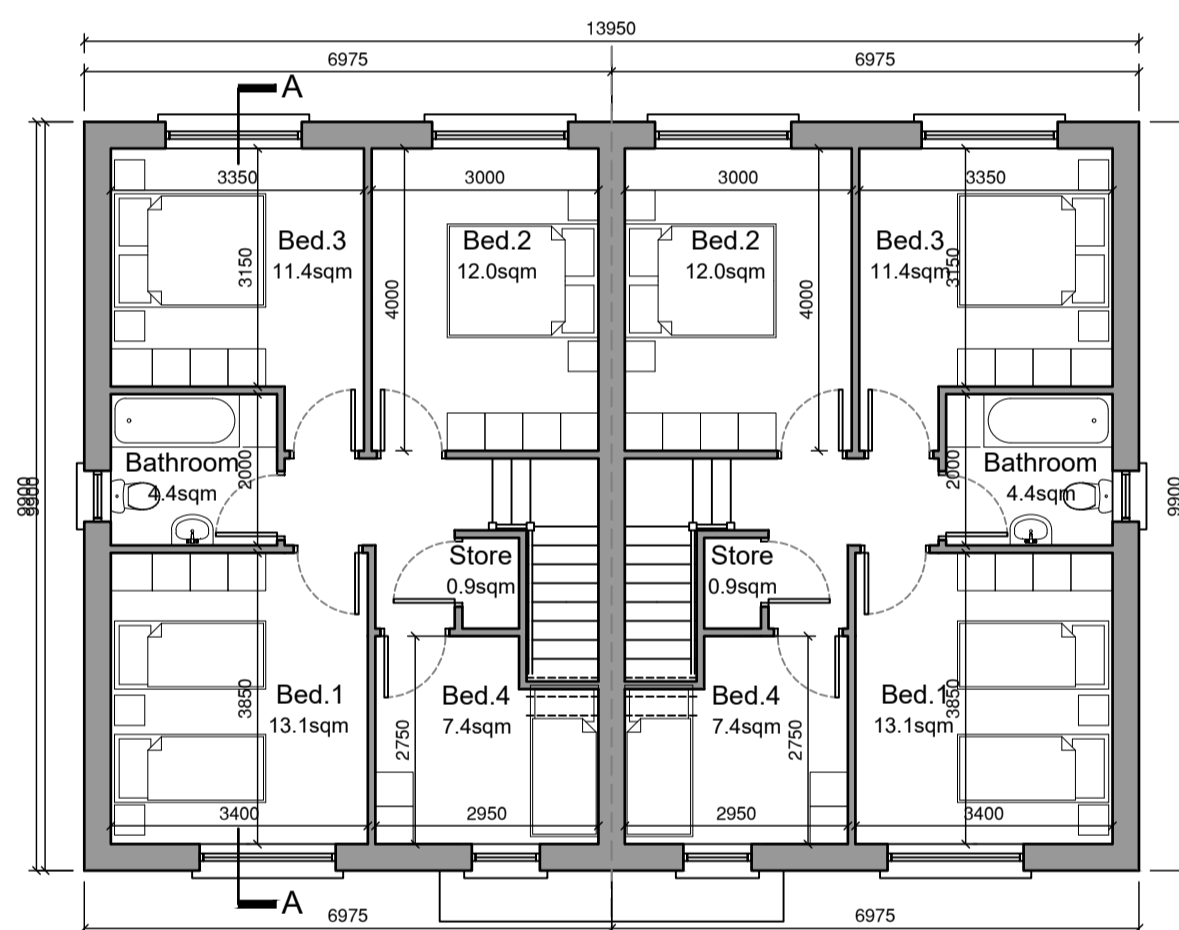 13950
6975 6975
A
3350 3000 3000 3350
Bed.3 Bed.2 Bed.2 Bed.3
11.4sqm 12.0sqm 12.0sqm 11.4sqm
3150 4000 4000 3150
Bathroom Bathroom
4.4sqm 4.4sqm
2000 2000
9900 9900
Store Store
0.9sqm 0.9sqm
Bed.1 Bed.4 Bed.4 Bed.1
13.1sqm 7.4sqm 7.4sqm 13.1sqm
3850 2750 2750 3850
3400 2950 2950 3400
A
6975 6975